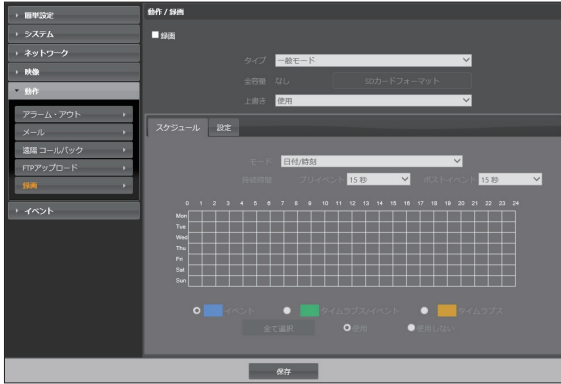 簡単設定
システム
ネットワーク
映像
動作
アラーム・アウト
メール
遠隔 コールバック
FTPアップロード
録画
イベント
動作 / 録画
録画
タイプ 一般モード
全容量 なし SDカードフォーマット
上書き 使用
スケジュール 設定
モード 日付/時刻
持続時間 プリイベント 15 秒 ポストイベント 15 秒
0 1 2 3 4 5 6 7 8 9 10 11 12 13 14 15 16 17 18 19 20 21 22 23 24
Mon
Tue
Wed
Thu
Fri
Sat
Sun
イベント タイムラプス/イベント タイムラプス
全て選択 使用 使用しない
保存